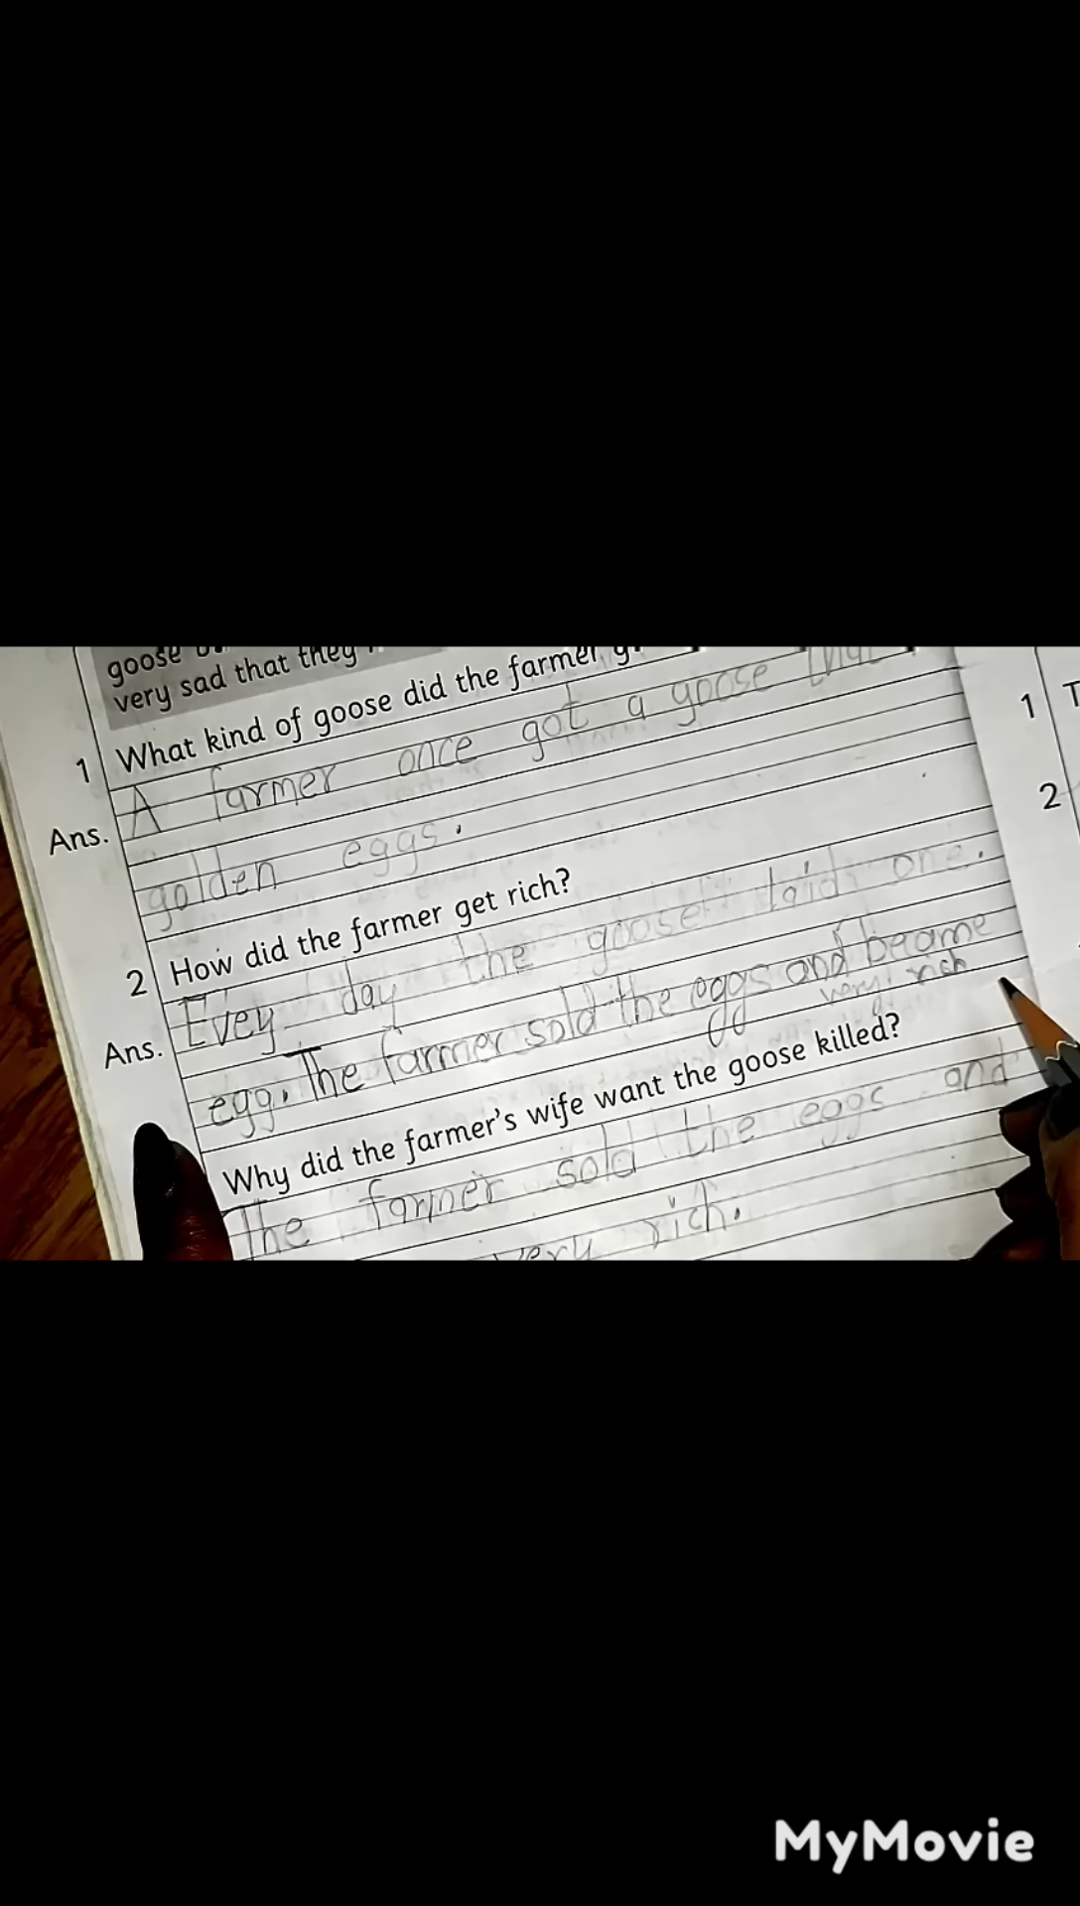 goose
very sad that they
1 What kind of goose did the farmer
Ans. A farmer once got a goose that
golden eggs.
2 How did the farmer get rich?
Ans. Evey day the goose laid one.
egg. The farmer sold the eggs and beame
very rich
Why did the farmer's wife want the goose killed?
The farmer sold the eggs and
very rich.
1 T
2
MyMovie